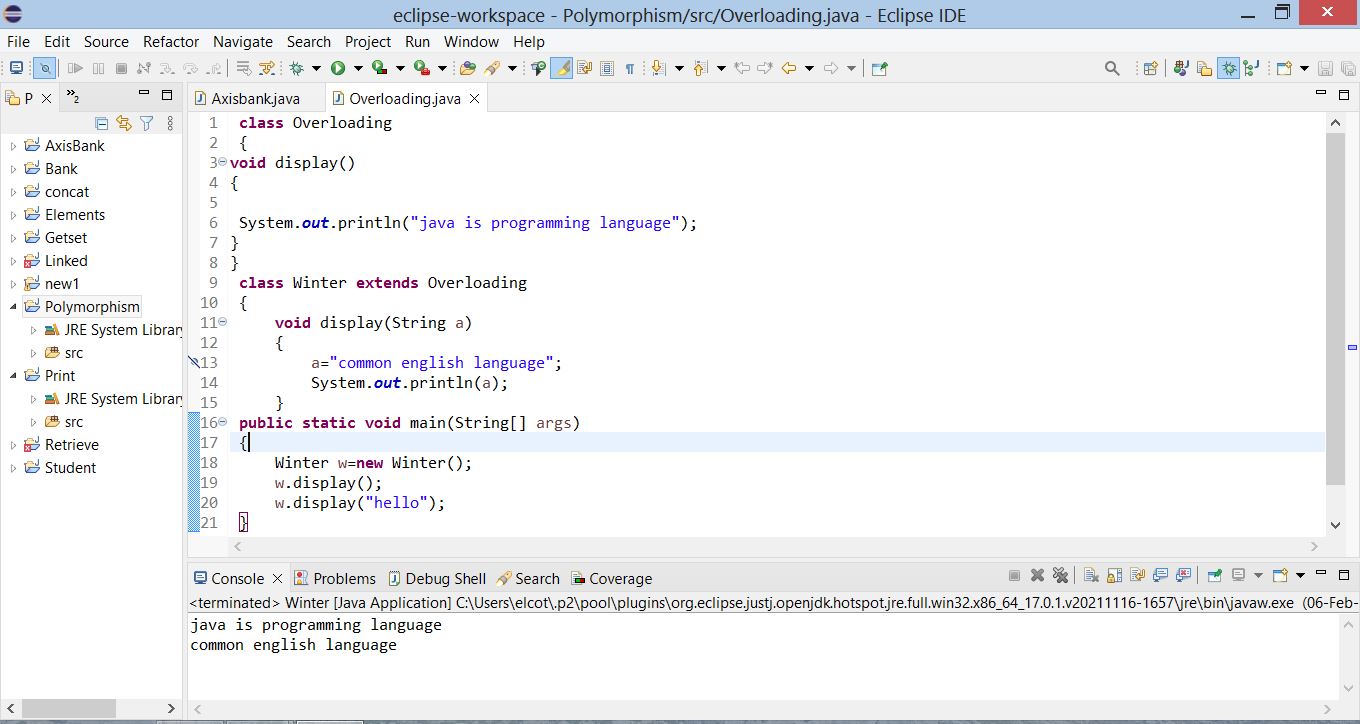 eclipse-workspace - Polymorphism/src/Overloading.java - Eclipse IDE
File Edit Source Refactor Navigate Search Project Run Window Help
P 2 Axisbank.java Overloading.java
AxisBank
Bank
concat
Elements
Getset
Linked
new1
Polymorphism
JRE System Library
src
Print
JRE System Library
src
Retrieve
Student
1 class Overloading
2 {
3 void display()
4 {
5
6 System.out.println("java is programming language");
7 }
8 }
9 class Winter extends Overloading
10 {
11 void display(String a)
12 {
13 a="common english language";
14 System.out.println(a);
15 }
16 public static void main(String[] args)
17 {
18 Winter w=new Winter();
19 w.display();
20 w.display("hello");
21 }
Console Problems Debug Shell Search Coverage
<terminated> Winter [Java Application] C:\Users\elcot\.p2\pool\plugins\org.eclipse.justj.openjdk.hotspot.jre.full.win32.x86_64_17.0.1.v20211116-1657\jre\bin\javaw.exe (06-Feb-
java is programming language
common english language